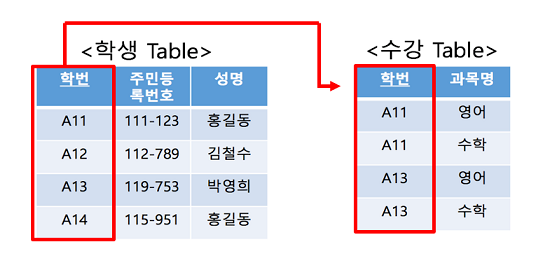 <학생 Table>
학번 주민등록번호 성명
A11 111-123 홍길동
A12 112-789 김철수
A13 119-753 박영희
A14 115-951 홍길동
<수강 Table>
학번 과목명
A11 영어
A11 수학
A13 영어
A13 수학